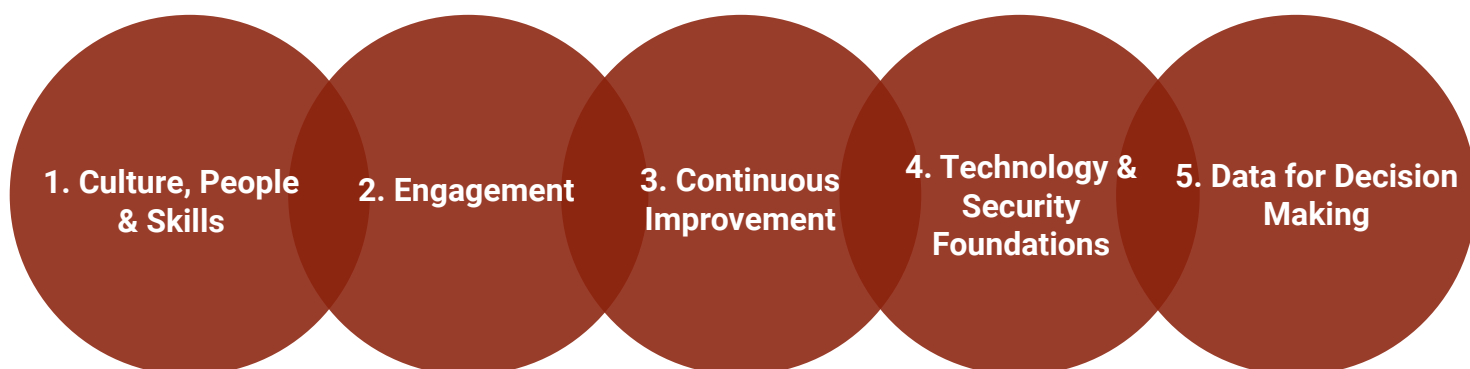 1. Culture, People
& Skills
2. Engagement
3. Continuous
Improvement
4. Technology &
Security
Foundations
5. Data for Decision
Making